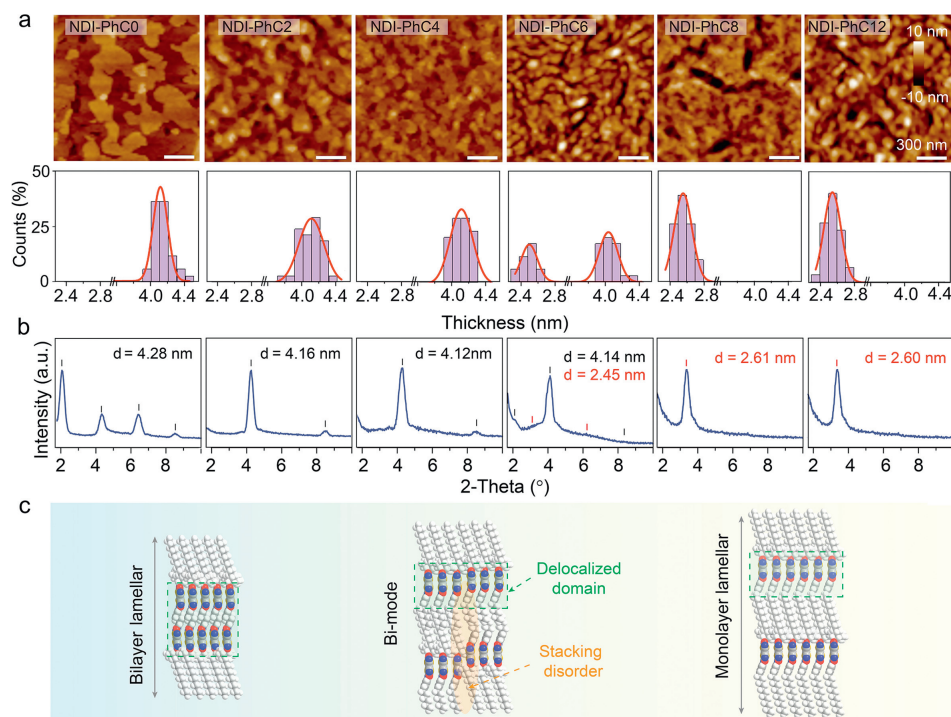 a
NDI-PhC0 NDI-PhC2 NDI-PhC4 NDI-PhC6 NDI-PhC8 NDI-PhC12
10 nm
-10 nm
300 nm
Counts (%)
50
25
0
2.4 2.8 4.0 4.4 2.4 2.8 4.0 4.4 2.4 2.8 4.0 4.4 2.4 2.8 4.0 4.4 2.4 2.8 4.0 4.4 2.4 2.8 4.0 4.4
Thickness (nm)
b
Intensity (a.u.)
d = 4.28 nm d = 4.16 nm d = 4.12nm d = 4.14 nm d = 2.61 nm d = 2.60 nm
d = 2.45 nm
2 4 6 8 2 4 6 8 2 4 6 8 2 4 6 8 2 4 6 8 2 4 6 8
2-Theta (°)
c
Bilayer lamellar
Bi-mode
Delocalized
domain
Stacking
disorder
Monolayer lamellar